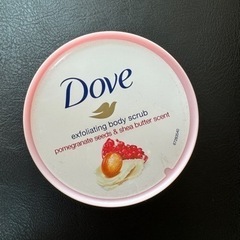 Dove
exfoliating body scrub
pomegranate seeds & shea butter scent